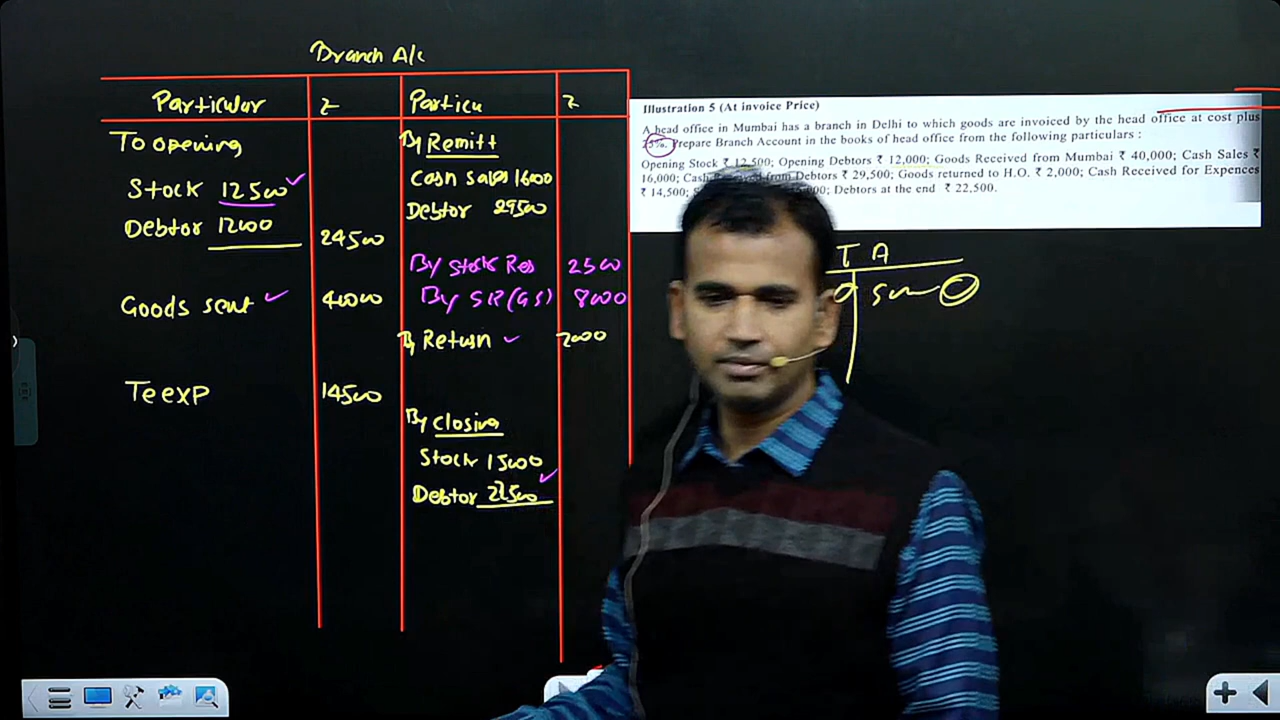 Branch A/c
Particular ₹ Particu ₹
To opening
Stock 12500
Debtor 12000 24500
Goods sent 40000
To exp 14500
By Remitt
Cash sales 16000
Debtor 29500
By Stock Res 2500
By SR (GS) 8000
By Return 2000
By Closing
Stock 15000
Debtor 22500
Illustration 5 (At invoice Price)
A head office in Mumbai has a branch in Delhi to which goods are invoiced by the head office at cost plus
25%. Prepare Branch Account in the books of head office from the following particulars :
Opening Stock ₹ 12,500; Opening Debtors ₹ 12,000; Goods Received from Mumbai ₹ 40,000; Cash Sales ₹
16,000; Cash Received from Debtors ₹ 29,500; Goods returned to H.O. ₹ 2,000; Cash Received for Expences
₹ 14,500; Debtors at the end ₹ 22,500.
T A